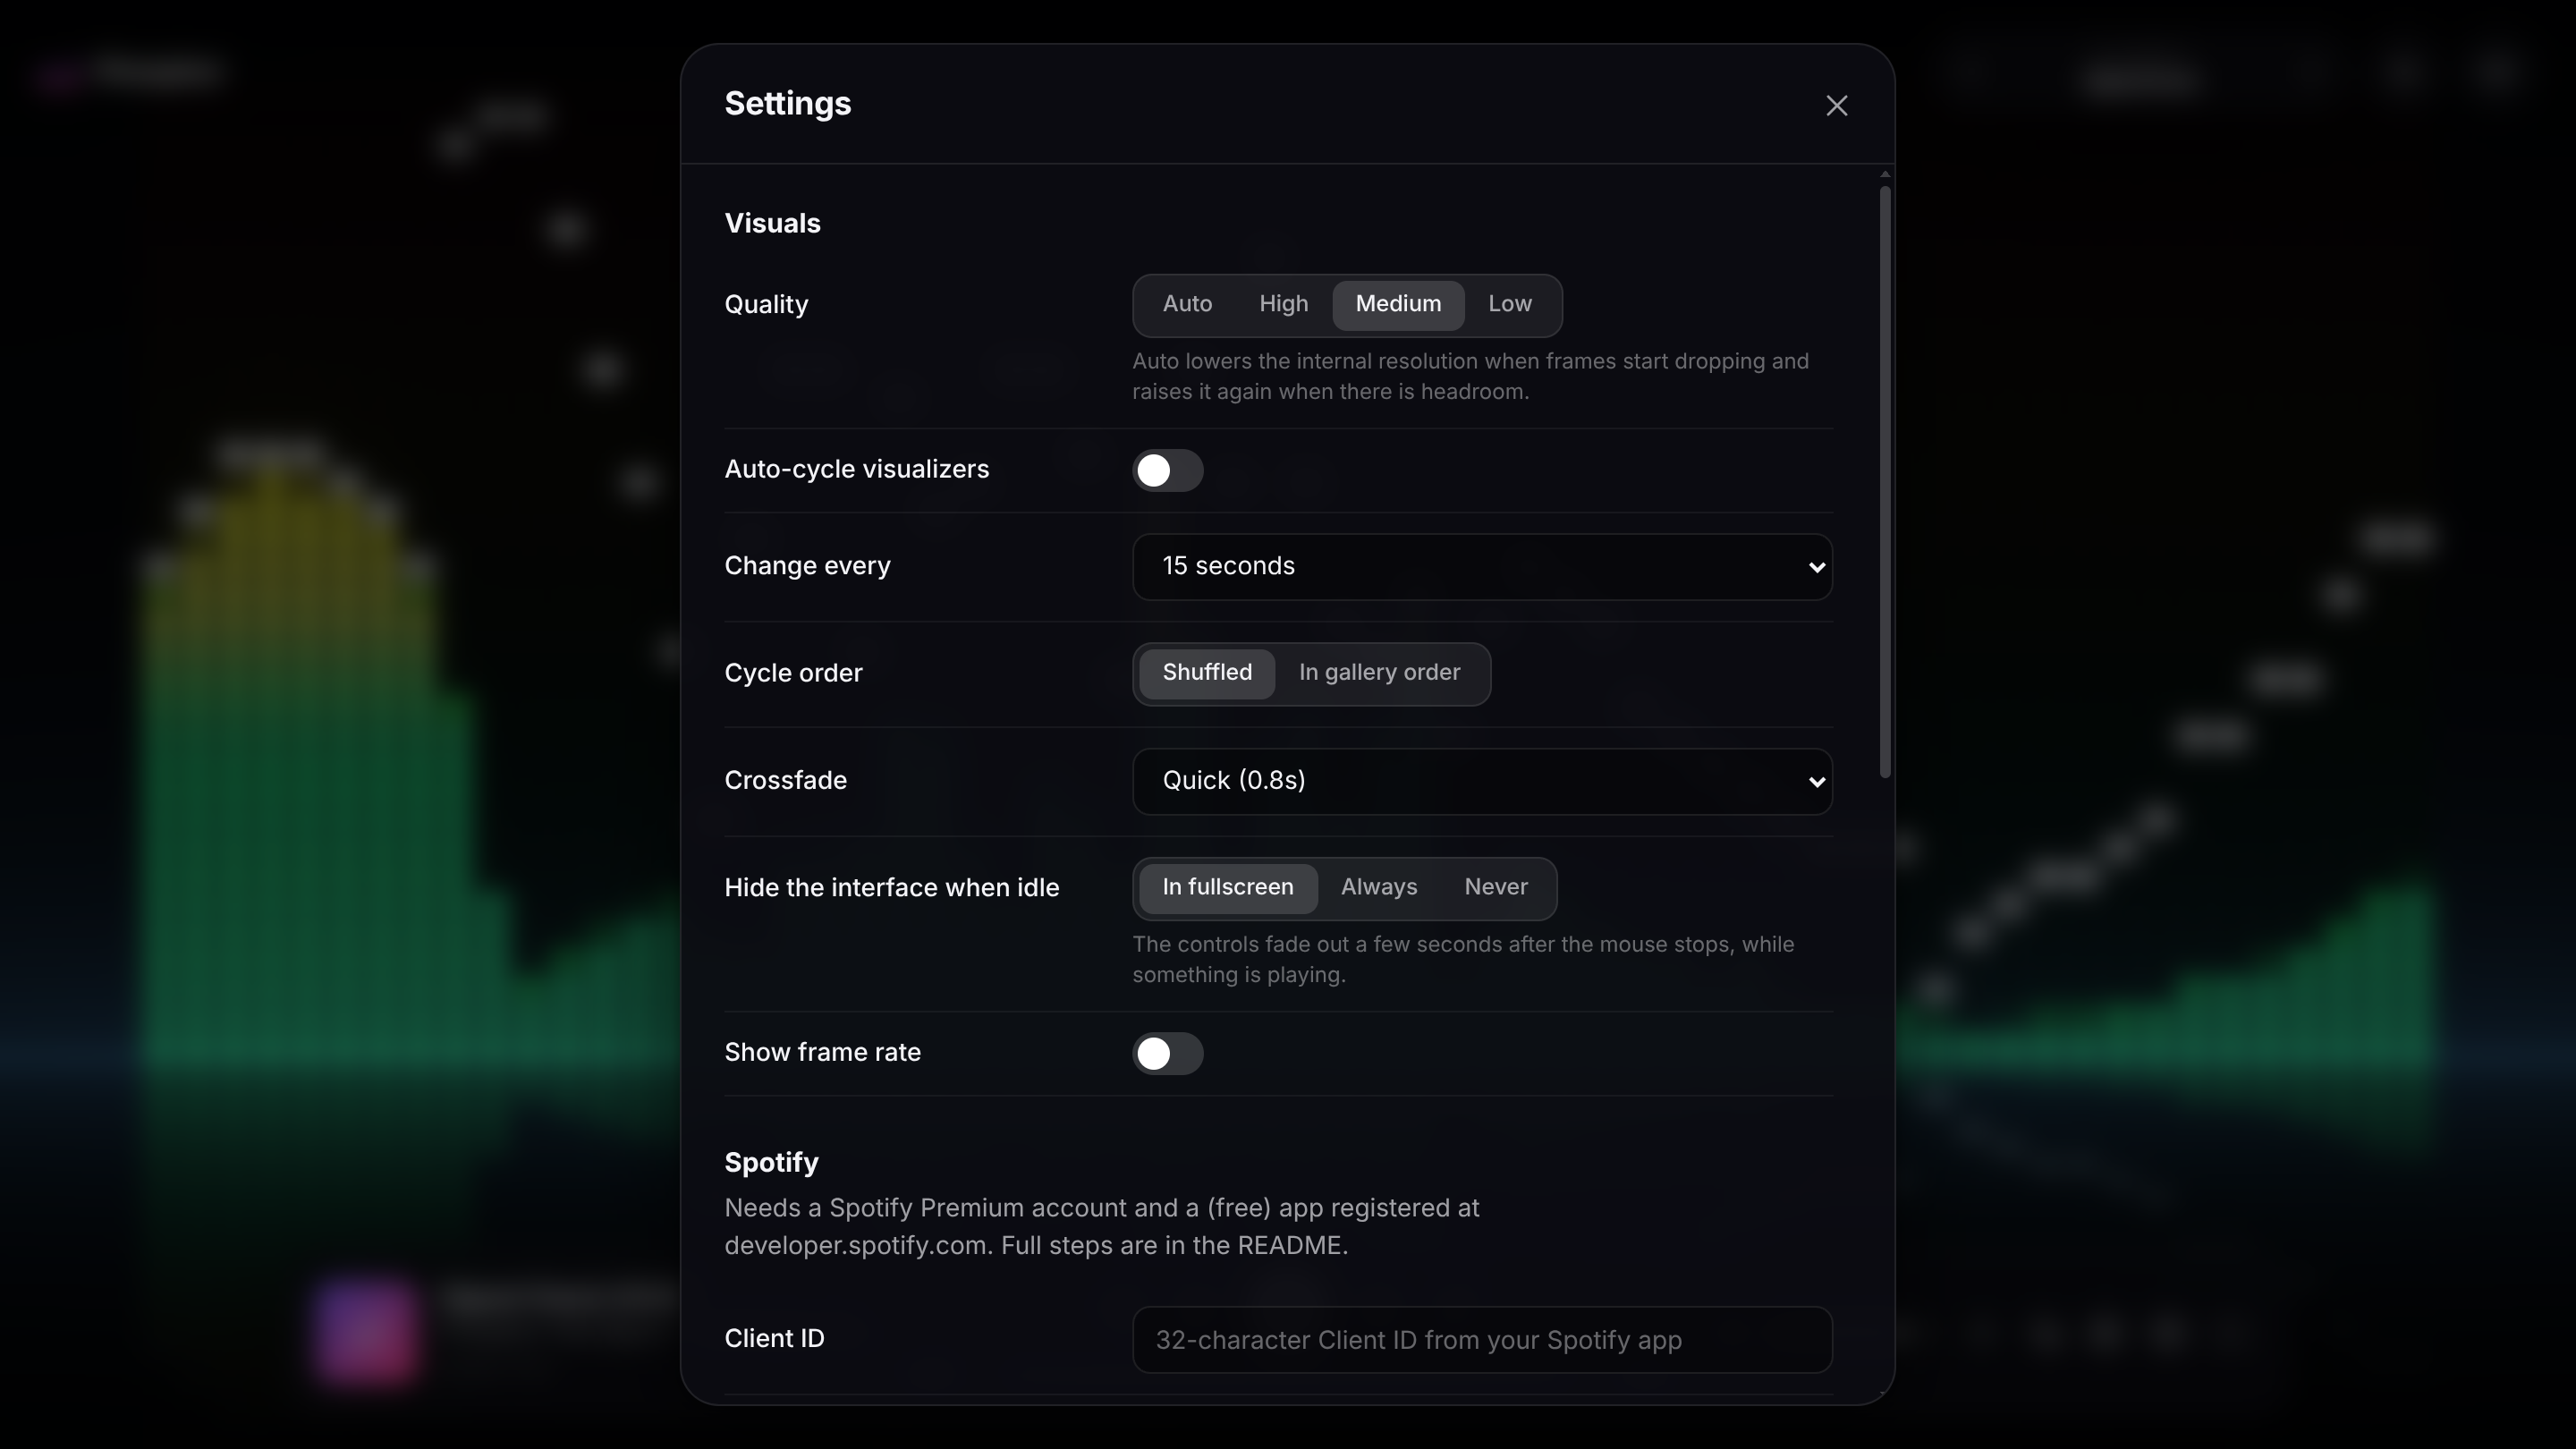 Settings
Visuals
Quality
Auto High Medium Low
Auto lowers the internal resolution when frames start dropping and
raises it again when there is headroom.
Auto-cycle visualizers
Change every
15 seconds
Cycle order
Shuffled In gallery order
Crossfade
Quick (0.8s)
Hide the interface when idle
In fullscreen Always Never
The controls fade out a few seconds after the mouse stops, while
something is playing.
Show frame rate
Spotify
Needs a Spotify Premium account and a (free) app registered at
developer.spotify.com. Full steps are in the README.
Client ID
32-character Client ID from your Spotify app